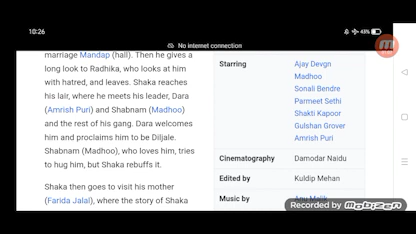 10:26
43%
No internet connection
marriage Mandap (hall). Then he gives a
long look to Radhika, who looks at him
with hatred, and leaves. Shaka reaches
his lair, where he meets his leader, Dara
(Amrish Puri) and Shabnam (Madhoo)
and the rest of his gang. Dara welcomes
him and proclaims him to be Diljale.
Shabnam (Madhoo), who loves him, tries
to hug him, but Shaka rebuffs it.
Shaka then goes to visit his mother
(Farida Jalal), where the story of Shaka
Starring
Ajay Devgn
Madhoo
Sonali Bendre
Parmeet Sethi
Shakti Kapoor
Gulshan Grover
Amrish Puri
Cinematography Damodar Naidu
Edited by Kuldip Mehan
Music by Anu Malik
Recorded by Mobizen